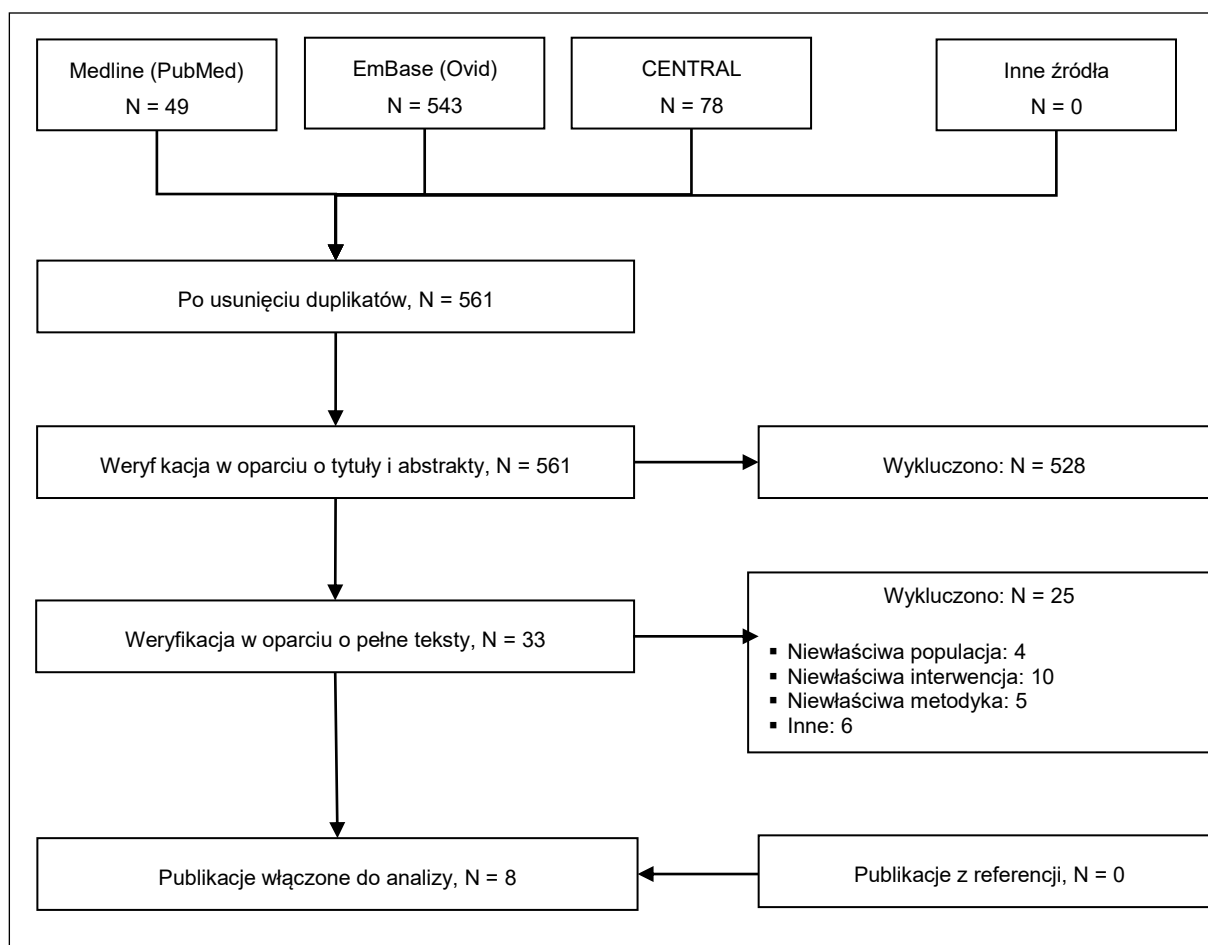 Medline (PubMed)
N = 49
EmBase (Ovid)
N = 543
CENTRAL
N = 78
Inne źródła
N = 0
Po usunięciu duplikatów, N = 561
Weryf kacja w oparciu o tytuły i abstrakty, N = 561
Wykluczono: N = 528
Weryfikacja w oparciu o pełne teksty, N = 33
Wykluczono: N = 25
▪ Niewłaściwa populacja: 4
▪ Niewłaściwa interwencja: 10
▪ Niewłaściwa metodyka: 5
▪ Inne: 6
Publikacje włączone do analizy, N = 8
Publikacje z referencji, N = 0